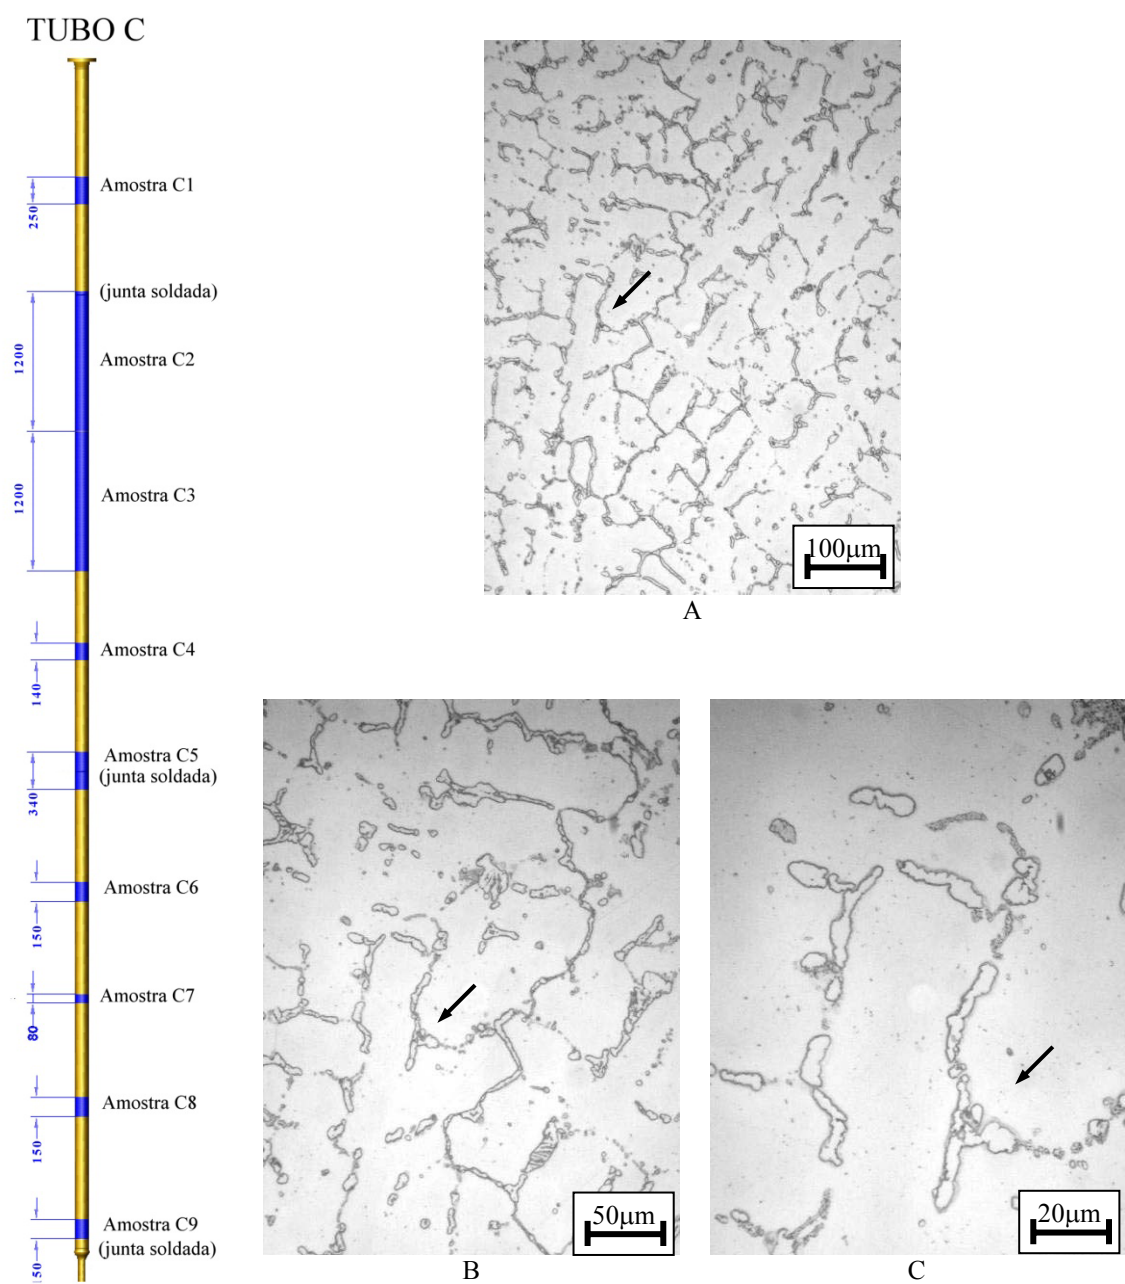 TUBO C
Amostra C1
250
(junta soldada)
1200
Amostra C2
1200
Amostra C3
Amostra C4
140
Amostra C5
(junta soldada)
340
Amostra C6
150
Amostra C7
80
Amostra C8
150
Amostra C9
(junta soldada)
150
100μm
A
50μm
B
20μm
C